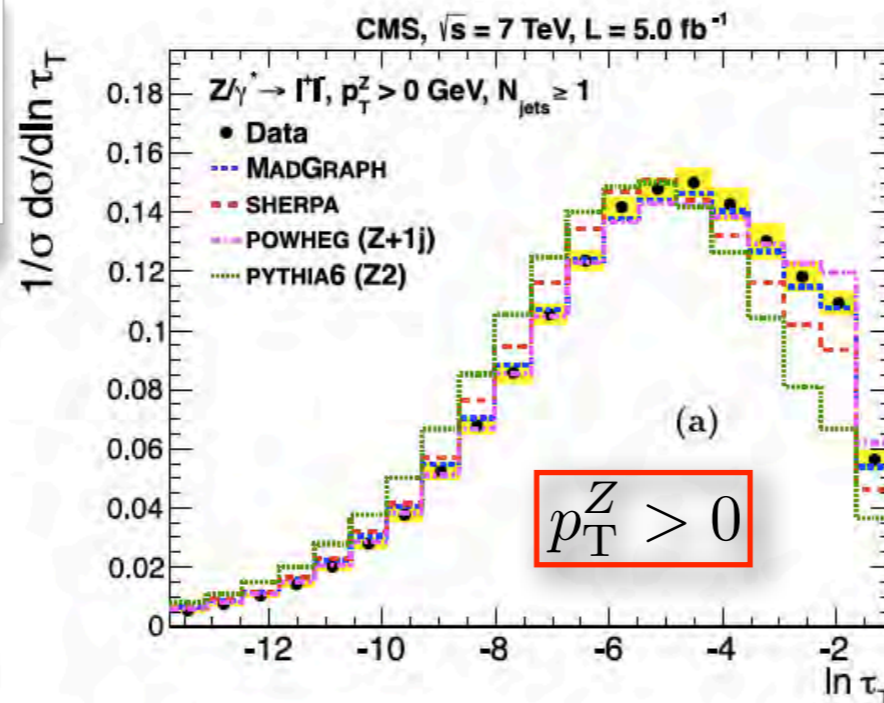 CMS, √s = 7 TeV, L = 5.0 fb⁻¹
1/σ dσ/dln τ_T
Z/γ* → l⁺l⁻, p_T^Z > 0 GeV, N_jets ≥ 1
Data
MADGRAPH
SHERPA
POWHEG (Z+1j)
PYTHIA6 (Z2)
0.18
0.16
0.14
0.12
0.1
0.08
0.06
0.04
0.02
0
(a)
p_T^Z > 0
-12 -10 -8 -6 -4 -2
ln τ_T